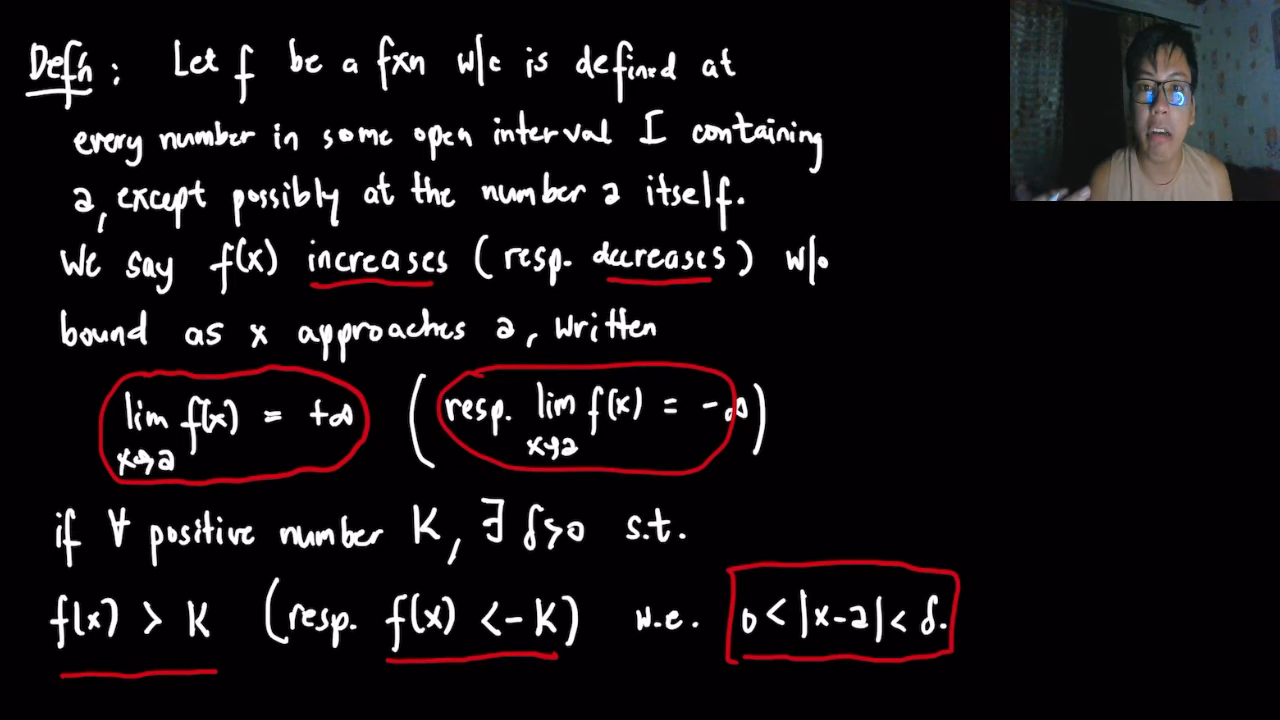 Defn: Let f be a fxn w/c is defined at
every number in some open interval I containing
a, except possibly at the number a itself.
We say f(x) increases (resp. decreases) w/o
bound as x approaches a, written
lim f(x) = +∞ (resp. lim f(x) = -∞)
x→a x→a
if ∀ positive number K, ∃ δ>0 s.t.
f(x) > K (resp. f(x) <-K) w.e. 0<|x-a|<δ.